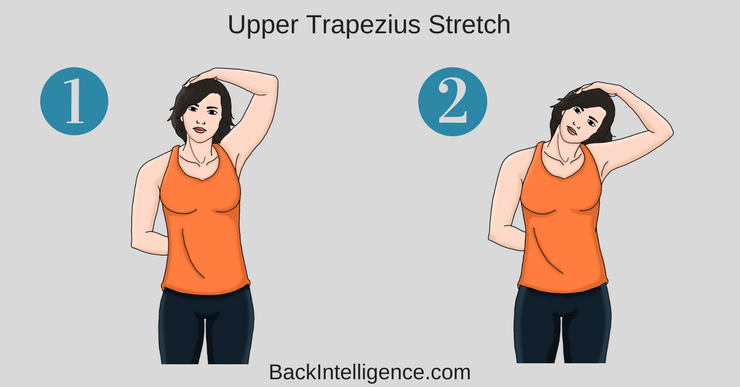 Upper Trapezius Stretch
1
2
BackIntelligence.com